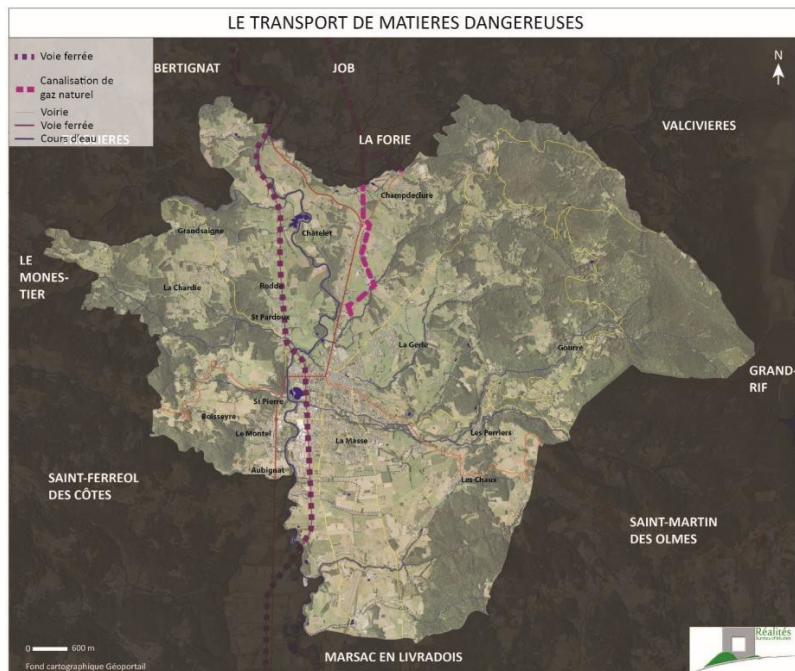 LE TRANSPORT DE MATIERES DANGEREUSES
Voie ferrée
Canalisation de
gaz naturel
Voirie
Voie ferrée
Cours d'eau
BERTIGNAT
JOB
N
LA FORIE
VALCIVIERES
Champdeclure
Grandsaigne
Châtelet
LE
MONES-
TIER
La Chardie
Rodde
St Pardoux
La Gerle
Gourre
GRAND-
RIF
St Pierre
Boisseyre
Le Montel
La Masse
Les Perriers
Aubignat
Les Chaux
SAINT-FERREOL
DES CÔTES
SAINT-MARTIN
DES OLMES
0 600 m
Fond cartographique Géoportail
MARSAC EN LIVRADOIS
Réalités